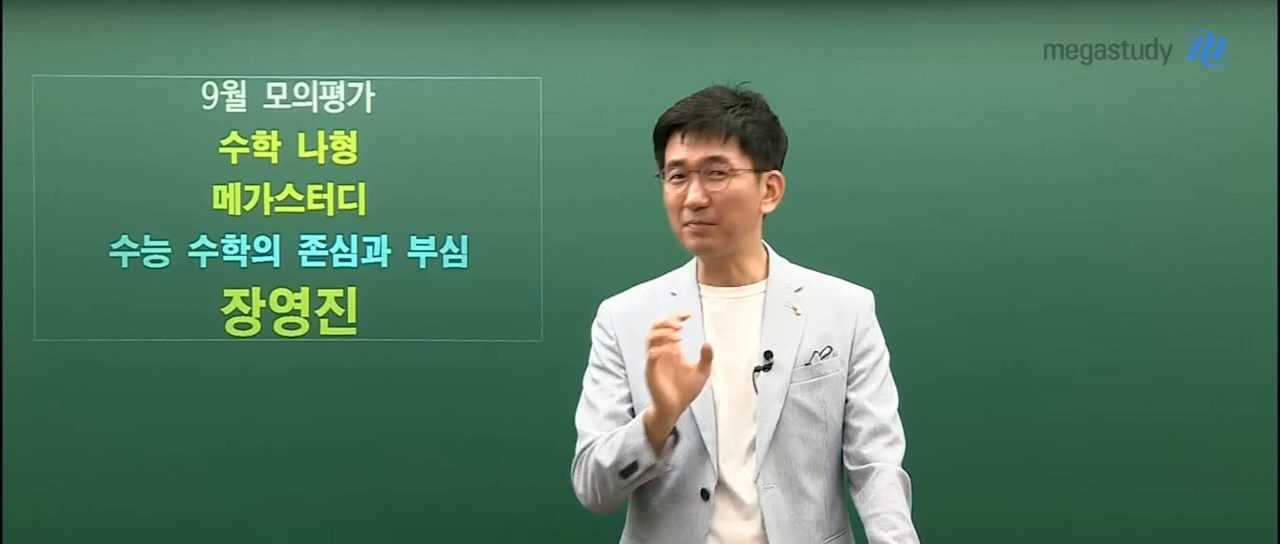 megastudy
9월 모의평가
수학 나형
메가스터디
수능 수학의 존심과 부심
장영진